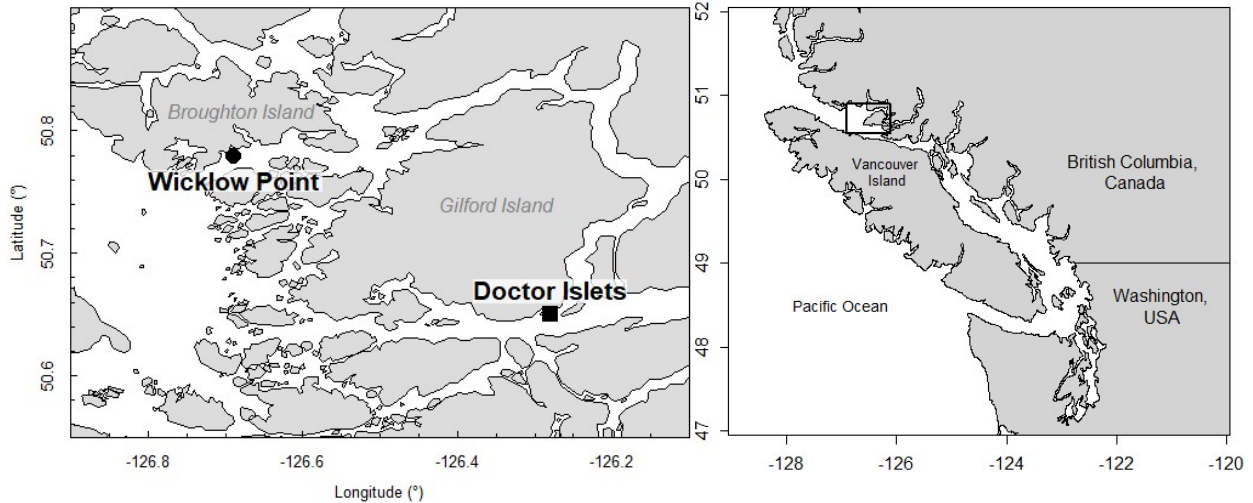 Broughton Island
Wicklow Point
Gilford Island
Doctor Islets
Latitude (°)
50.8
50.7
50.6
-126.8
-126.6
-126.4
-126.2
Longitude (°)
52
51
50
49
48
47
Vancouver
Island
British Columbia,
Canada
Pacific Ocean
Washington,
USA
-128
-126
-124
-122
-120